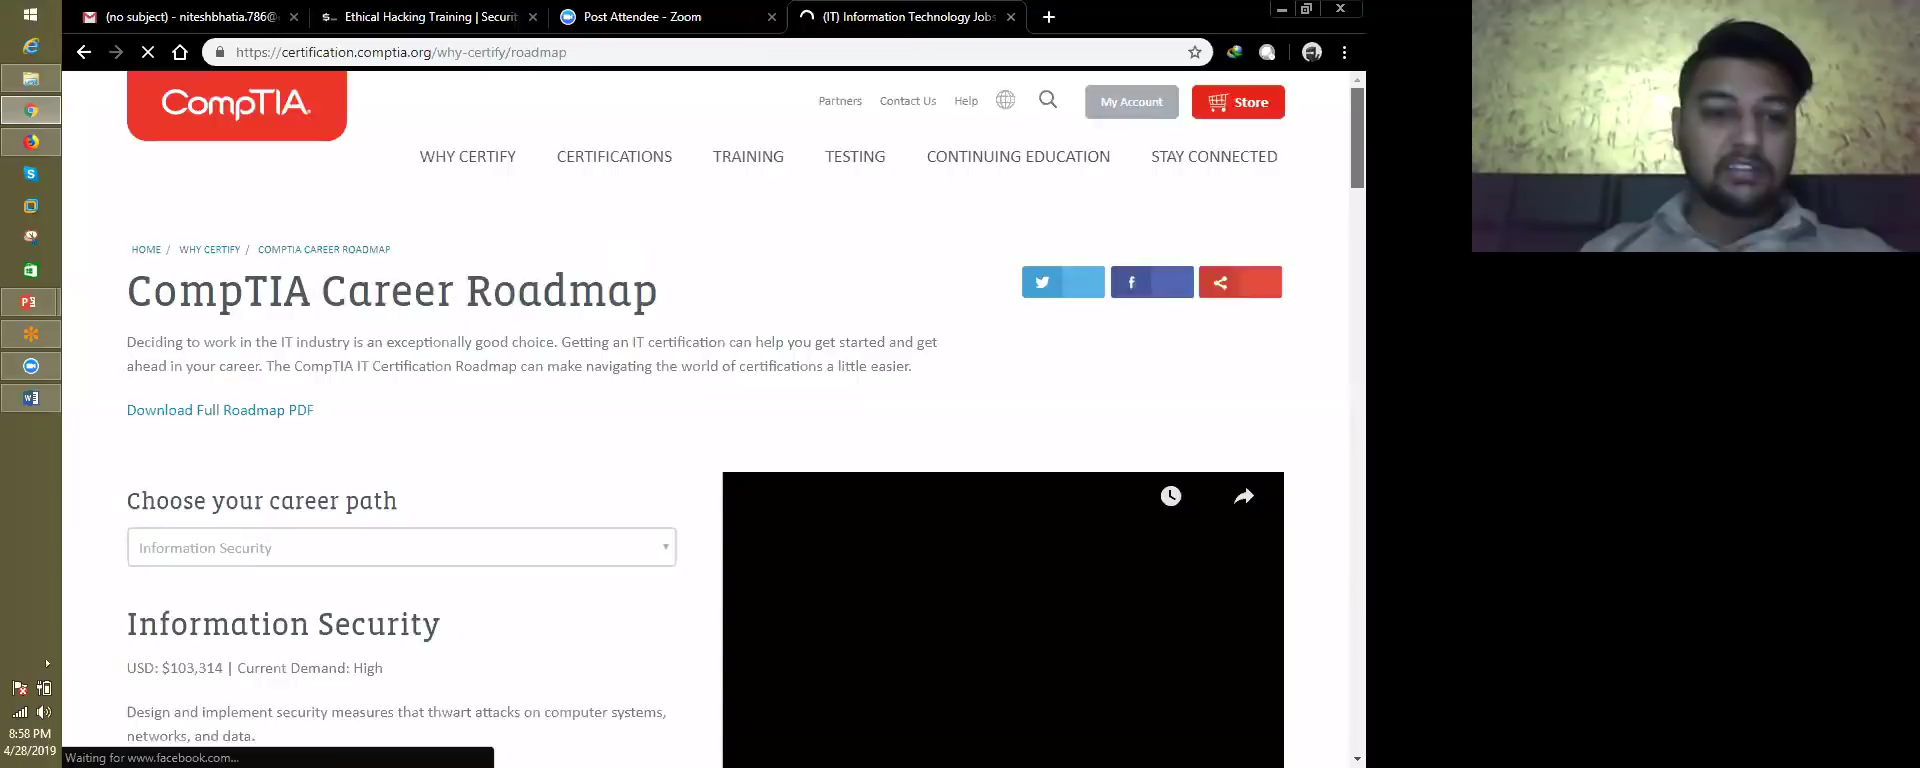 (no subject) - niteshbhatia.786@
Ethical Hacking Training | Securit
Post Attendee - Zoom
(IT) Information Technology Jobs
https://certification.comptia.org/why-certify/roadmap
CompTIA.
Partners
Contact Us
Help
My Account
Store
WHY CERTIFY
CERTIFICATIONS
TRAINING
TESTING
CONTINUING EDUCATION
STAY CONNECTED
HOME / WHY CERTIFY / COMPTIA CAREER ROADMAP
CompTIA Career Roadmap
Deciding to work in the IT industry is an exceptionally good choice. Getting an IT certification can help you get started and get
ahead in your career. The CompTIA IT Certification Roadmap can make navigating the world of certifications a little easier.
Download Full Roadmap PDF
Choose your career path
Information Security
Information Security
USD: $103,314 | Current Demand: High
Design and implement security measures that thwart attacks on computer systems,
networks, and data.
Waiting for www.facebook.com...
8:58 PM
4/28/2019